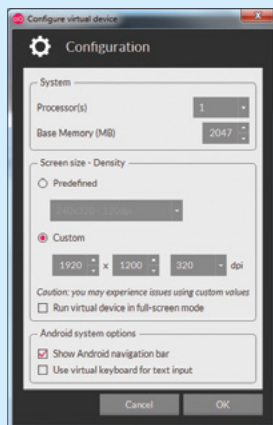 Configure virtual device
Configuration
System
Processor(s) 1
Base Memory (MB) 2047
Screen size - Density
Predefined
Custom
1920 x 1200 320 dpi
Caution: you may experience issues using custom values
Run virtual device in full-screen mode
Android system options
Show Android navigation bar
Use virtual keyboard for text input
Cancel OK